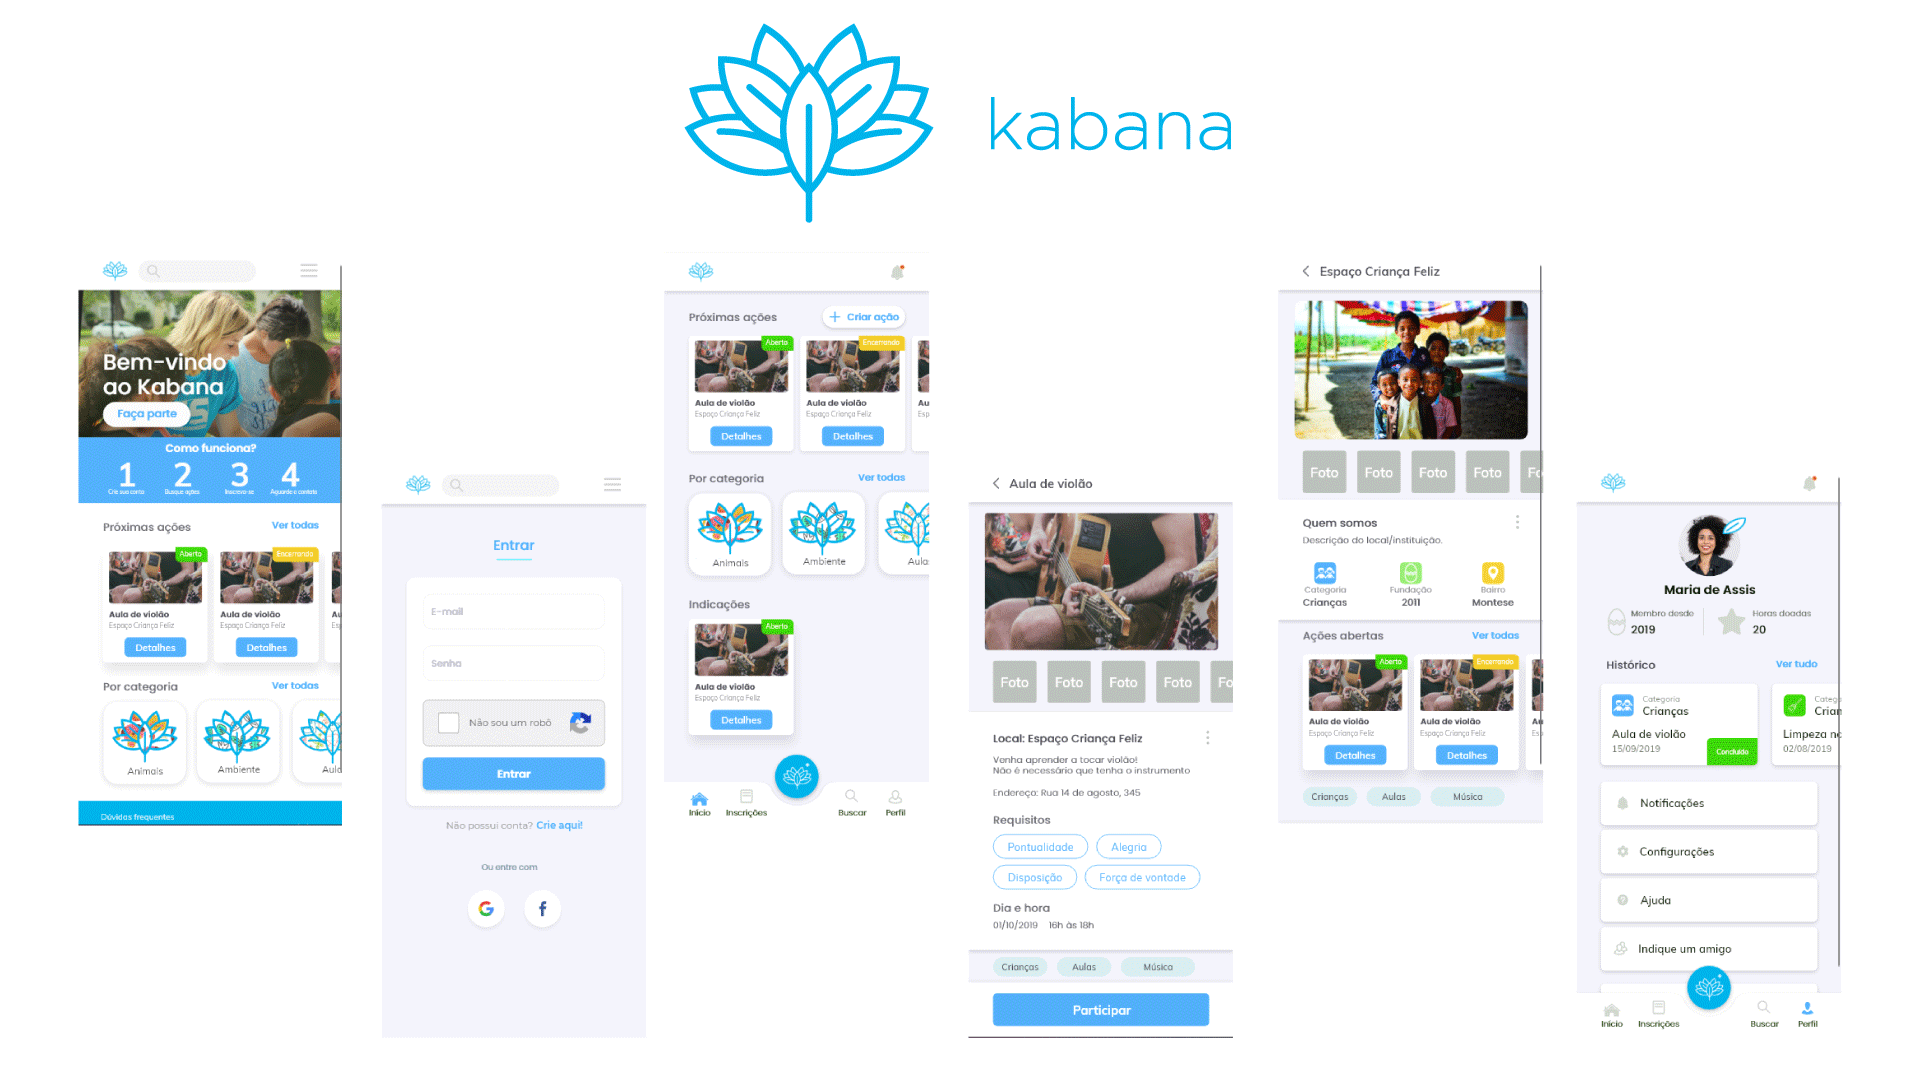 kabana
Bem-vindo
ao Kabana
Faça parte
Como funciona?
1 2 3 4
Crie sua conta Busque ações Inscreva-se Aguarde o contato
Próximas ações Ver todas
Aberto Encerrando
Aula de violão Aula de violão
Espaço Criança Feliz Espaço Criança Feliz
Detalhes Detalhes
Por categoria Ver todas
Animais Ambiente Aula
Dúvidas frequentes
Entrar
E-mail
Senha
Não sou um robô
Entrar
Não possui conta? Crie aqui!
Ou entre com
Próximas ações + Criar ação
Aberto Encerrando
Aula de violão Aula de violão Aula
Espaço Criança Feliz Espaço Criança Feliz Espa
Detalhes Detalhes
Por categoria Ver todas
Animais Ambiente Aula
Indicações
Aberto
Aula de violão
Espaço Criança Feliz
Detalhes
Início Inscrições Buscar Perfil
Aula de violão
Foto Foto Foto Foto Fo
Local: Espaço Criança Feliz
Venha aprender a tocar violão!
Não é necessário que tenha o instrumento
Endereço: Rua 14 de agosto, 345
Requisitos
Pontualidade Alegria
Disposição Força de vontade
Dia e hora
01/10/2019 16h às 18h
Crianças Aulas Música
Participar
Espaço Criança Feliz
Foto Foto Foto Foto Fo
Quem somos
Descrição do local/instituição.
Categoria Fundação Bairro
Crianças 2011 Montese
Ações abertas Ver todas
Aberto Encerrando
Aula de violão Aula de violão Aula
Espaço Criança Feliz Espaço Criança Feliz Espa
Detalhes Detalhes
Crianças Aulas Música
Maria de Assis
Membro desde Horas doadas
2019 20
Histórico Ver tudo
Categoria Categ
Crianças Crian
Aula de violão Limpeza no
15/09/2019 02/08/2019
Concluído
Notificações
Configurações
Ajuda
Indique um amigo
Início Inscrições Buscar Perfil